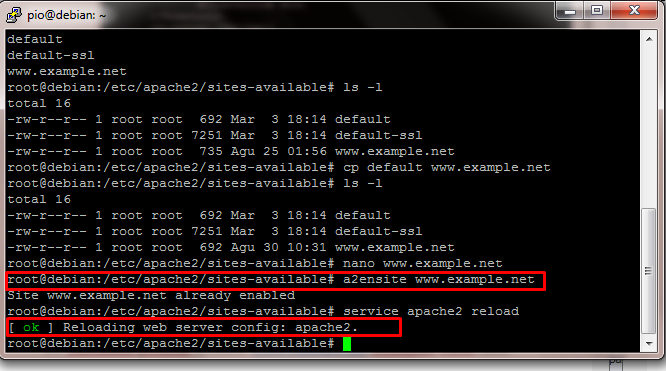 pio@debian: ~
default
default-ssl
www.example.net
root@debian:/etc/apache2/sites-available# ls -l
total 16
-rw-r--r-- 1 root root  692 Mar  3 18:14 default
-rw-r--r-- 1 root root 7251 Mar  3 18:14 default-ssl
-rw-r--r-- 1 root root  735 Agu 25 01:56 www.example.net
root@debian:/etc/apache2/sites-available# cp default www.example.net
root@debian:/etc/apache2/sites-available# ls -l
total 16
-rw-r--r-- 1 root root  692 Mar  3 18:14 default
-rw-r--r-- 1 root root 7251 Mar  3 18:14 default-ssl
-rw-r--r-- 1 root root  692 Agu 30 10:31 www.example.net
root@debian:/etc/apache2/sites-available# nano www.example.net
root@debian:/etc/apache2/sites-available# a2ensite www.example.net
Site www.example.net already enabled
root@debian:/etc/apache2/sites-available# service apache2 reload
[ ok ] Reloading web server config: apache2.
root@debian:/etc/apache2/sites-available#